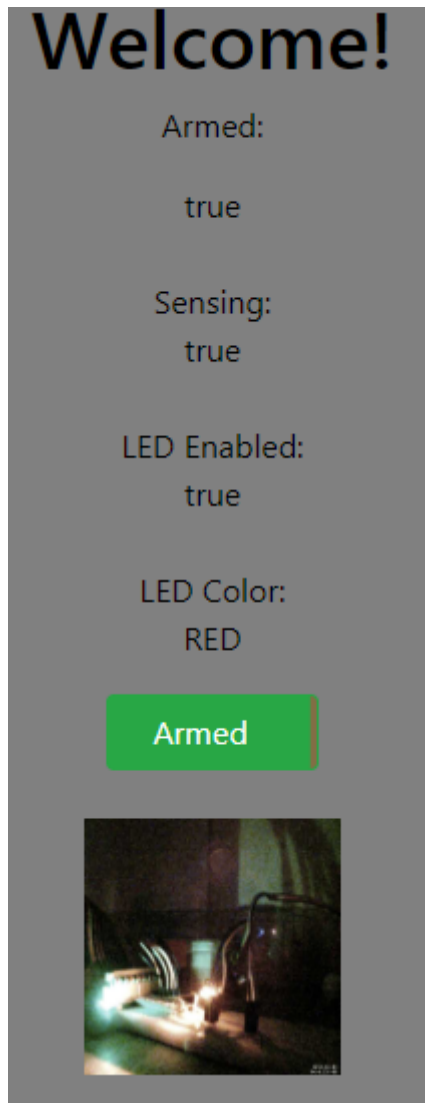 Welcome!
Armed:
true
Sensing:
true
LED Enabled:
true
LED Color:
RED
Armed